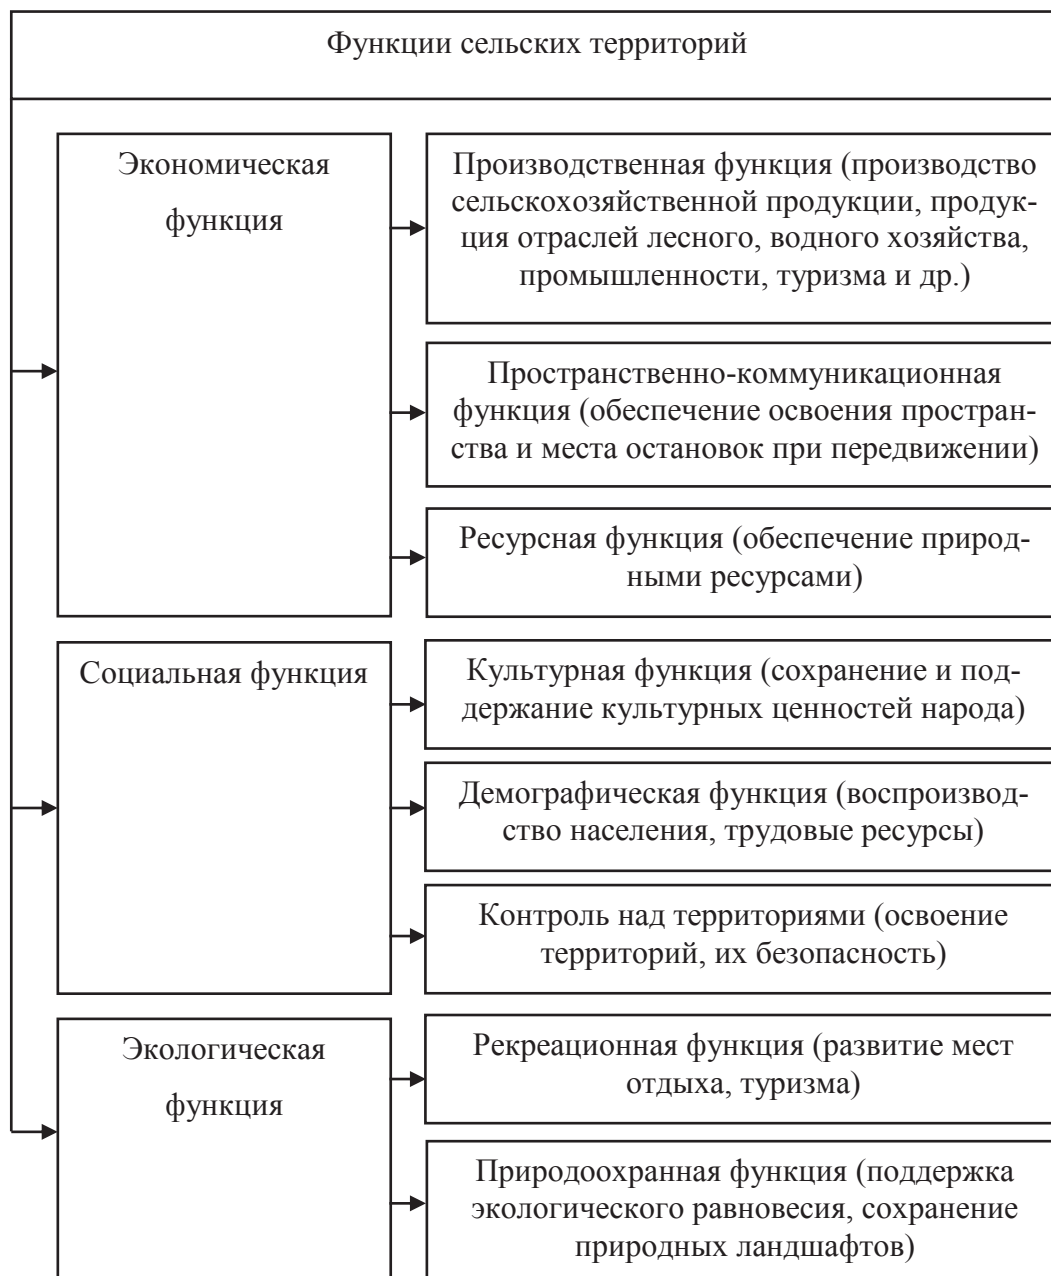 Функции сельских территорий
Экономическая
функция
Производственная функция (производство
сельскохозяйственной продукции, продук-
ция отраслей лесного, водного хозяйства,
промышленности, туризма и др.)
Пространственно-коммуникационная
функция (обеспечение освоения простран-
ства и места остановок при передвижении)
Ресурсная функция (обеспечение природ-
ными ресурсами)
Социальная функция
Культурная функция (сохранение и под-
держание культурных ценностей народа)
Демографическая функция (воспроизвод-
ство населения, трудовые ресурсы)
Контроль над территориями (освоение
территорий, их безопасность)
Экологическая
функция
Рекреационная функция (развитие мест
отдыха, туризма)
Природоохранная функция (поддержка
экологического равновесия, сохранение
природных ландшафтов)